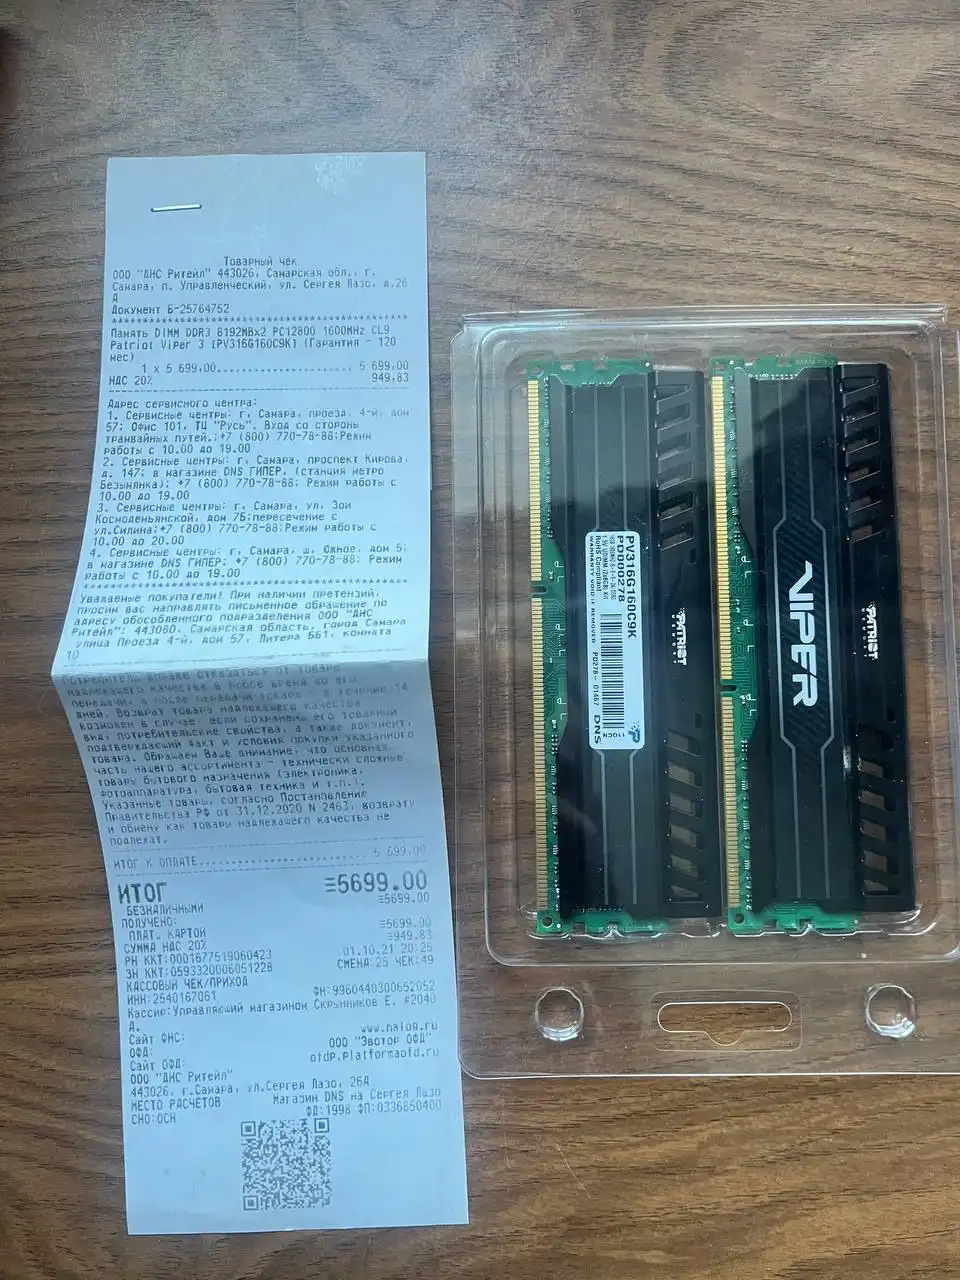 Товарный чек
ООО "ДНС Ритейл" 443026, Самарская обл., г.
Самара, п. Управленческий, ул. Сергея Лазо, д.26
А
Документ Б-25764752
Память DIMM DDR3 8192MBx2 PC12800 1600MHz CL9
Patriot Viper 3 [PV316G160C9K] (Гарантия - 120
мес)
1 x 5 699,00.................. 5 699,00
НДС 20% 949,83
Адрес сервисного центра:
1. Сервисные центры: г. Самара, проезд. 4-й, дом
57; Офис 101, ТЦ "Русь". Вход со стороны
трамвайных путей.;+7 (800) 770-78-88;Режим
работы с 10.00 до 19.00
2. Сервисные центры: г. Самара, проспект Кирова,
д. 147; в магазине DNS ГИПЕР, (станция метро
Безымянка); +7 (800) 770-78-88; Режим работы с
10.00 до 19.00
3. Сервисные центры: г. Самара, ул. Зои
Космодемьянской, дом 7Б;пересечение с
ул.Силина;+7 (800) 770-78-88;Режим работы с
10.00 до 20.00
4. Сервисные центры: г. Самара, ш. Южное, дом 5;
в магазине DNS ГИПЕР; +7 (800) 770-78-88; Режим
работы с 10.00 до 19.00
Уважаемые покупатели! При наличии претензий,
просим вас направлять письменное обращение по
адресу обособленного подразделения ООО "ДНС
Ритейл": 443080, Самарская область, город Самара
улица Проезд 4-й, дом 57, Литера 661, комната
10
Потребитель вправе отказаться от товара
надлежащего качества в любое время до его
передачи, а после передачи товара - в течение 14
дней. Возврат товара надлежащего качества
возможен в случае, если сохранены его товарный
вид, потребительские свойства, а также документ,
подтверждающий факт и условия покупки указанного
товара. Обращаем Ваше внимание, что основная
часть нашего ассортимента - технически сложные
товары бытового назначения (электроника,
фотоаппаратура, бытовая техника и т.п.).
Указанные товары, согласно Постановления
Правительства РФ от 31.12.2020 N 2463, возврату
и обмену как товары надлежащего качества не
подлежат.
ИТОГ К ОПЛАТЕ...................... 5 699.00
ИТОГ ≡5699.00
БЕЗНАЛИЧНЫМИ ≡5699.00
ПОЛУЧЕНО:
ПЛАТ. КАРТОЙ ≡5699.00
СУММА НДС 20% ≡949.83
РН ККТ:0001677519060423 01.10.21 20:25
ЗН ККТ:0593320006051228 СМЕНА:25 ЧЕК:49
КАССОВЫЙ ЧЕК/ПРИХОД
ИНН:2540167061 ФН:9960440300652052
Кассир:Управляющий магазином Скрынников Е. #2040
Д.
Сайт ФНС: www.nalog.ru
ОФД: ООО "Эвотор ОФД"
Сайт ОФД: ofdp.platformaofd.ru
ООО "ДНС Ритейл"
443026, г.Самара, ул.Сергея Лазо, 26А
МЕСТО РАСЧЕТОВ Магазин DNS на Сергея Лазо
СНО:ОСН ФД:1998 ФП:0336850400
PV316G160C9K
PD000278
RoHS Compliant
WARRANTY VOID IF REMOVED P0278- 01467
DNS
110CN
PATRIOT
MEMORY
VIPER
PATRIOT